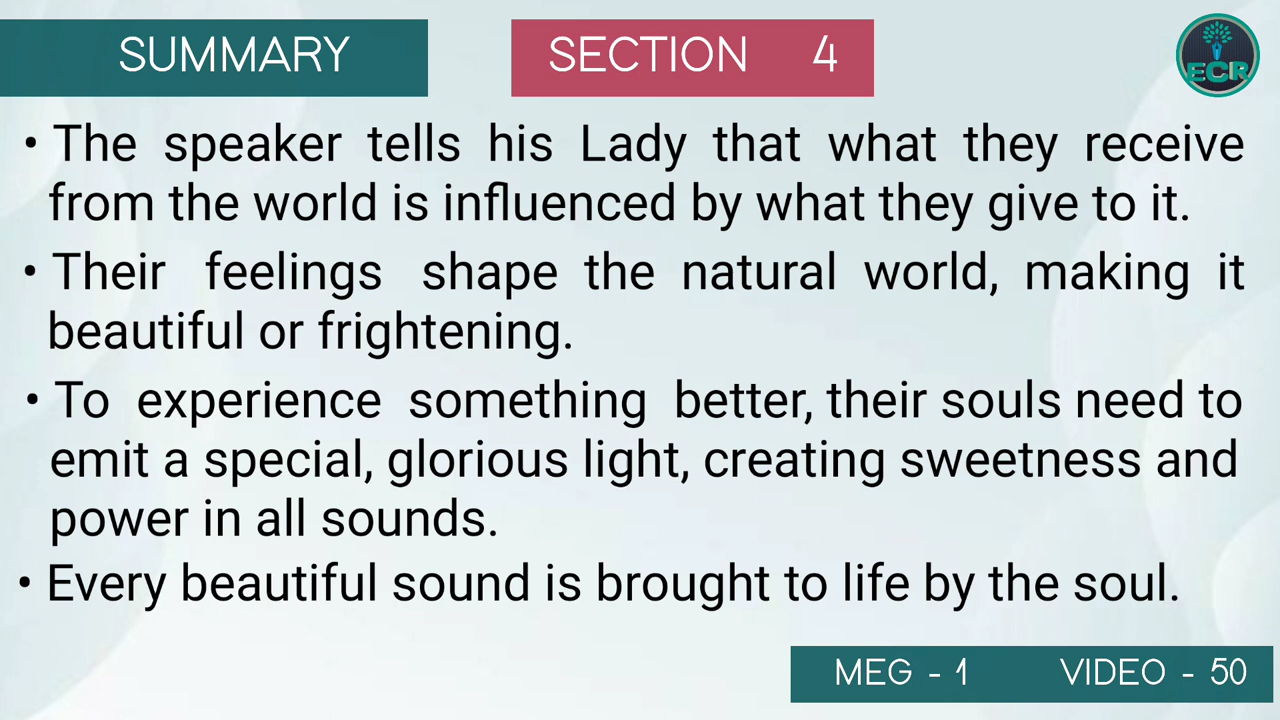 SUMMARY
SECTION 4
ECR
• The speaker tells his Lady that what they receive
from the world is influenced by what they give to it.
• Their feelings shape the natural world, making it
beautiful or frightening.
• To experience something better, their souls need to
emit a special, glorious light, creating sweetness and
power in all sounds.
• Every beautiful sound is brought to life by the soul.
MEG - 1 VIDEO - 50